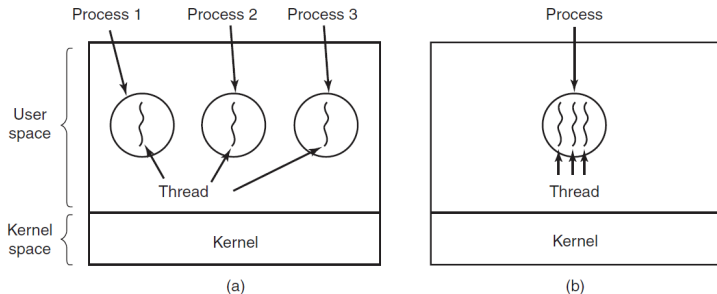 Process 1
Process 2
Process 3
Process
User
space
Thread
Thread
Kernel
space
Kernel
Kernel
(a)
(b)